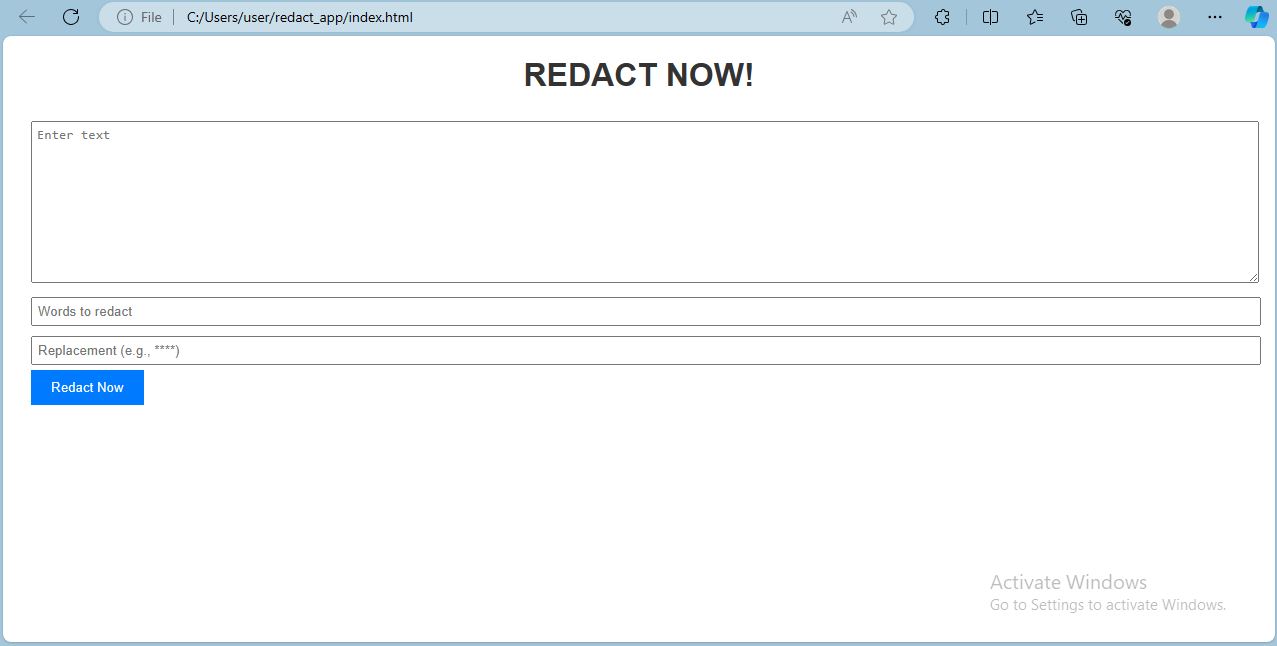 File C:/Users/user/redact_app/index.html
REDACT NOW!
Enter text
Words to redact
Replacement (e.g., ****)
Redact Now
Activate Windows
Go to Settings to activate Windows.